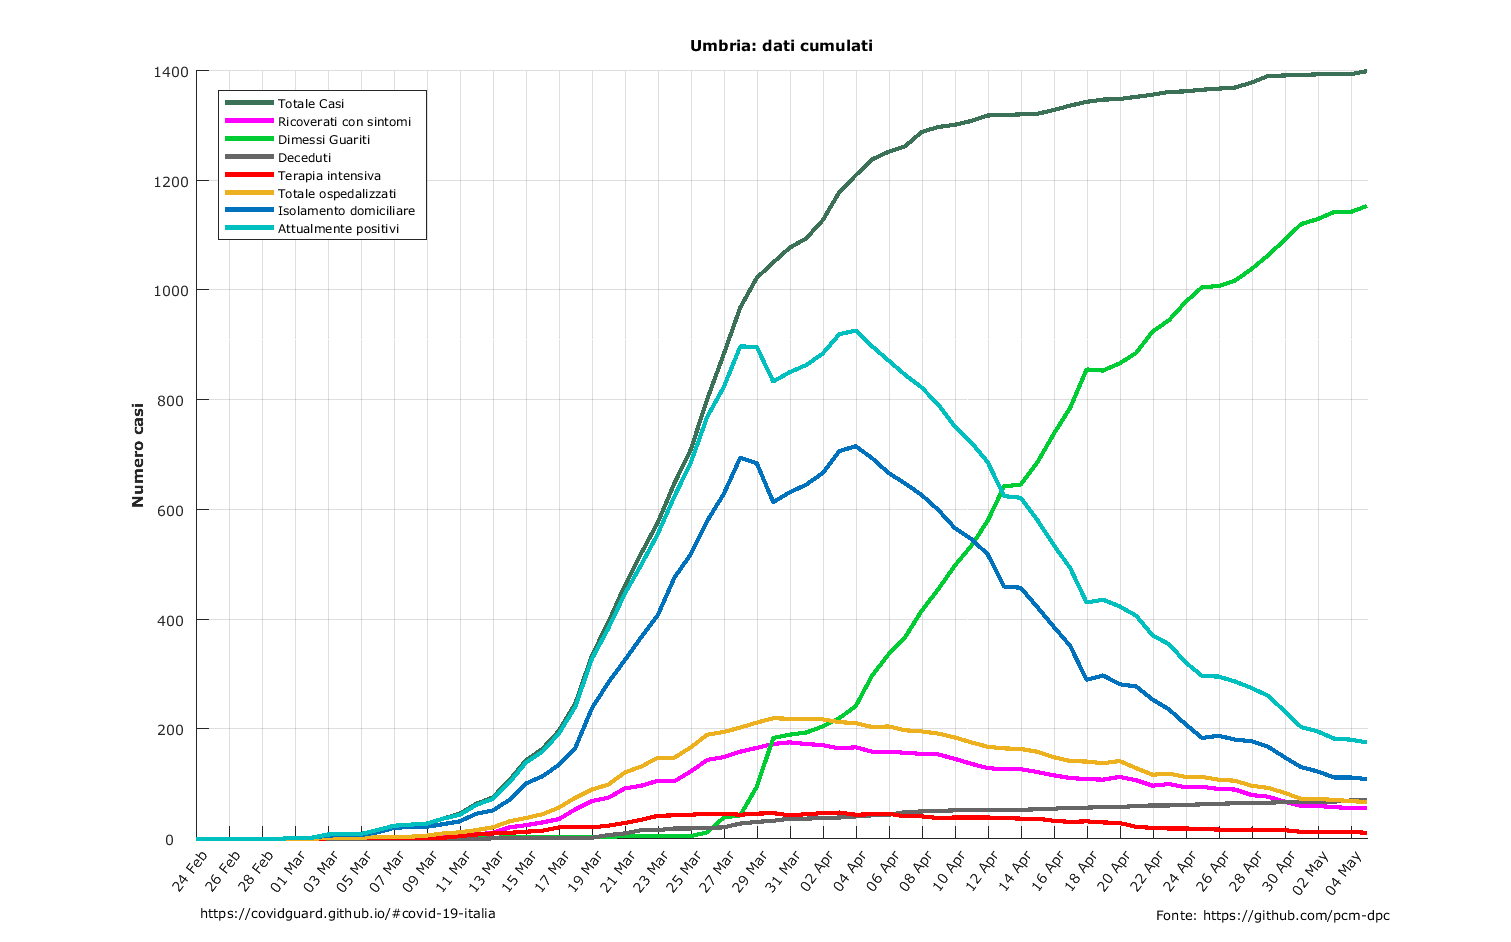 Umbria: dati cumulati
1400
1200
1000
800
600
400
200
0
Numero casi
Totale Casi
Ricoverati con sintomi
Dimessi Guariti
Deceduti
Terapia intensiva
Totale ospedalizzati
Isolamento domiciliare
Attualmente positivi
24 Feb
26 Feb
28 Feb
01 Mar
03 Mar
05 Mar
07 Mar
09 Mar
11 Mar
13 Mar
15 Mar
17 Mar
19 Mar
21 Mar
23 Mar
25 Mar
27 Mar
29 Mar
31 Mar
02 Apr
04 Apr
06 Apr
08 Apr
10 Apr
12 Apr
14 Apr
16 Apr
18 Apr
20 Apr
22 Apr
24 Apr
26 Apr
28 Apr
30 Apr
02 May
04 May
https://covidguard.github.io/#covid-19-italia
Fonte: https://github.com/pcm-dpc